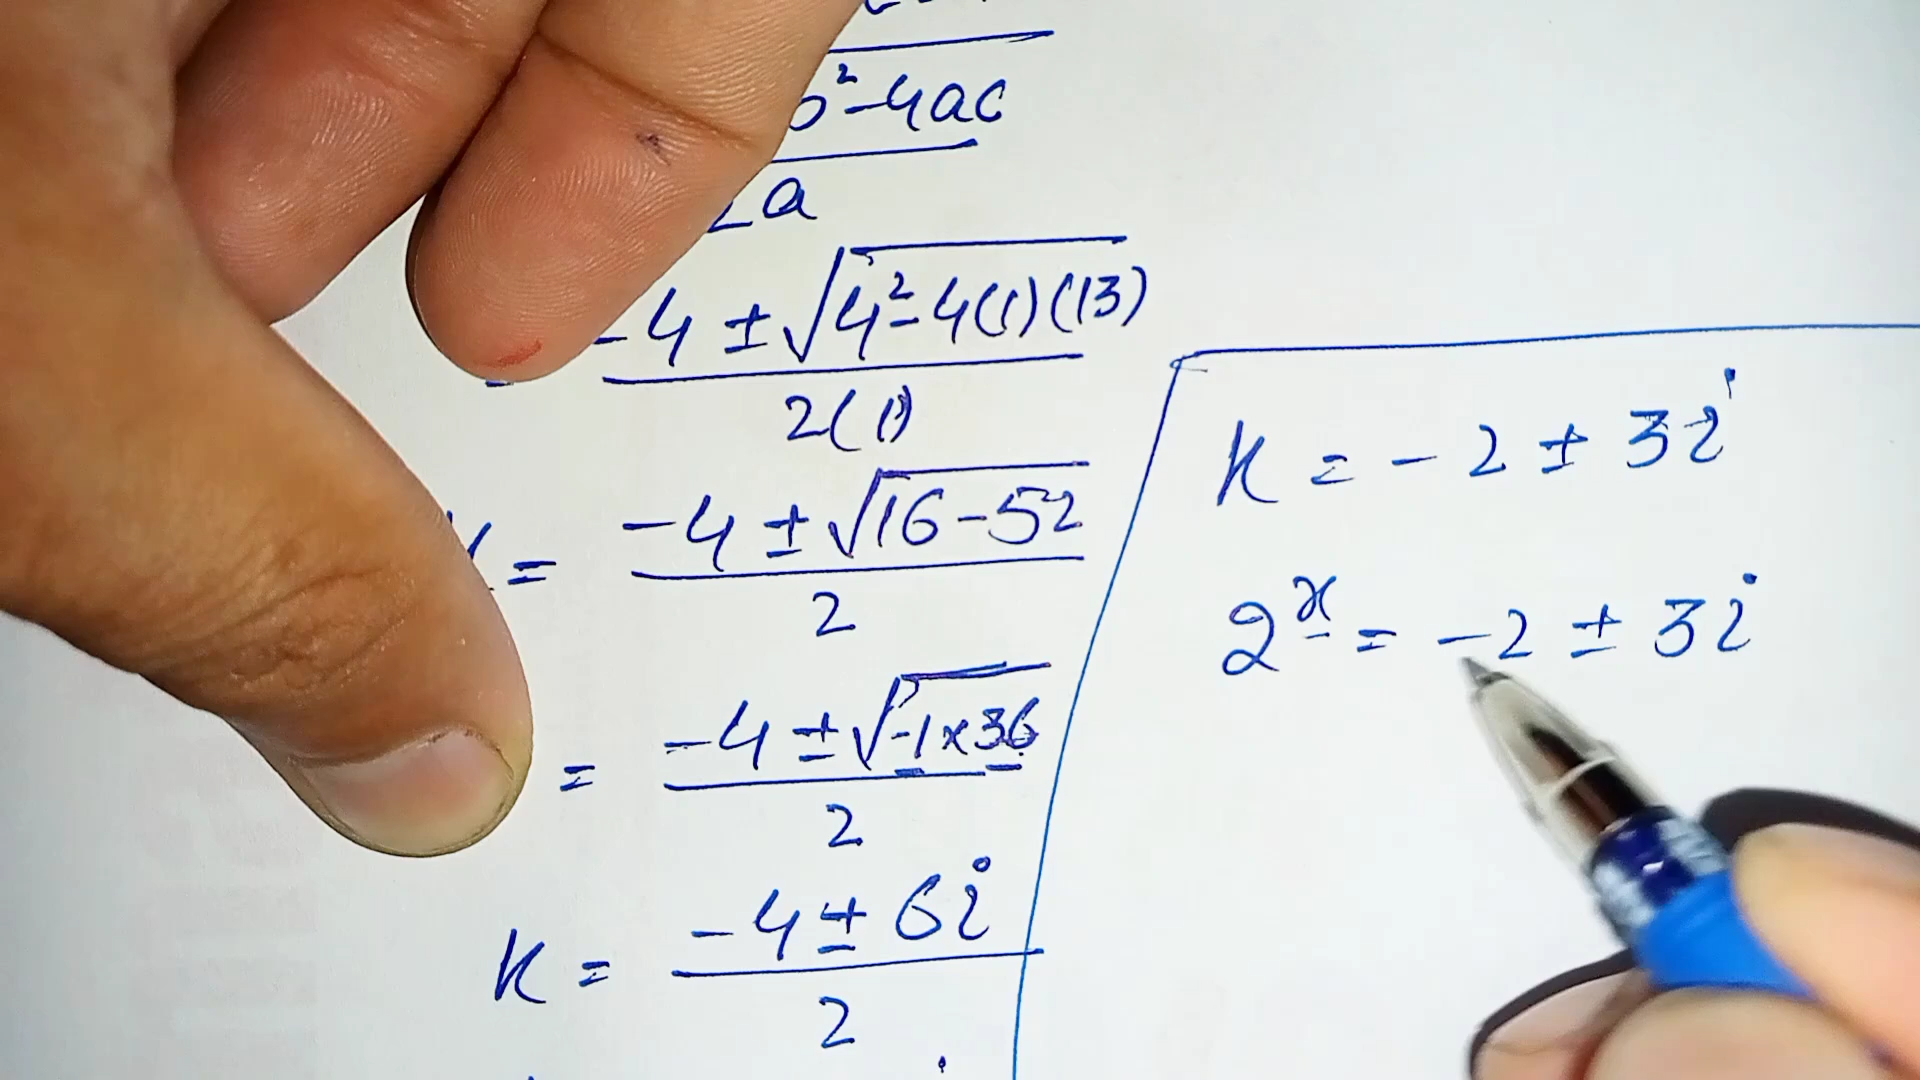 b²-4ac
2a
-4 ± √4²-4(1)(13)
2(1)
= -4 ± √16-52
2
= -4 ± √-1×36
2
K = -4 ± 6i
2
K = -2 ± 3i
2^x = -2 ± 3i